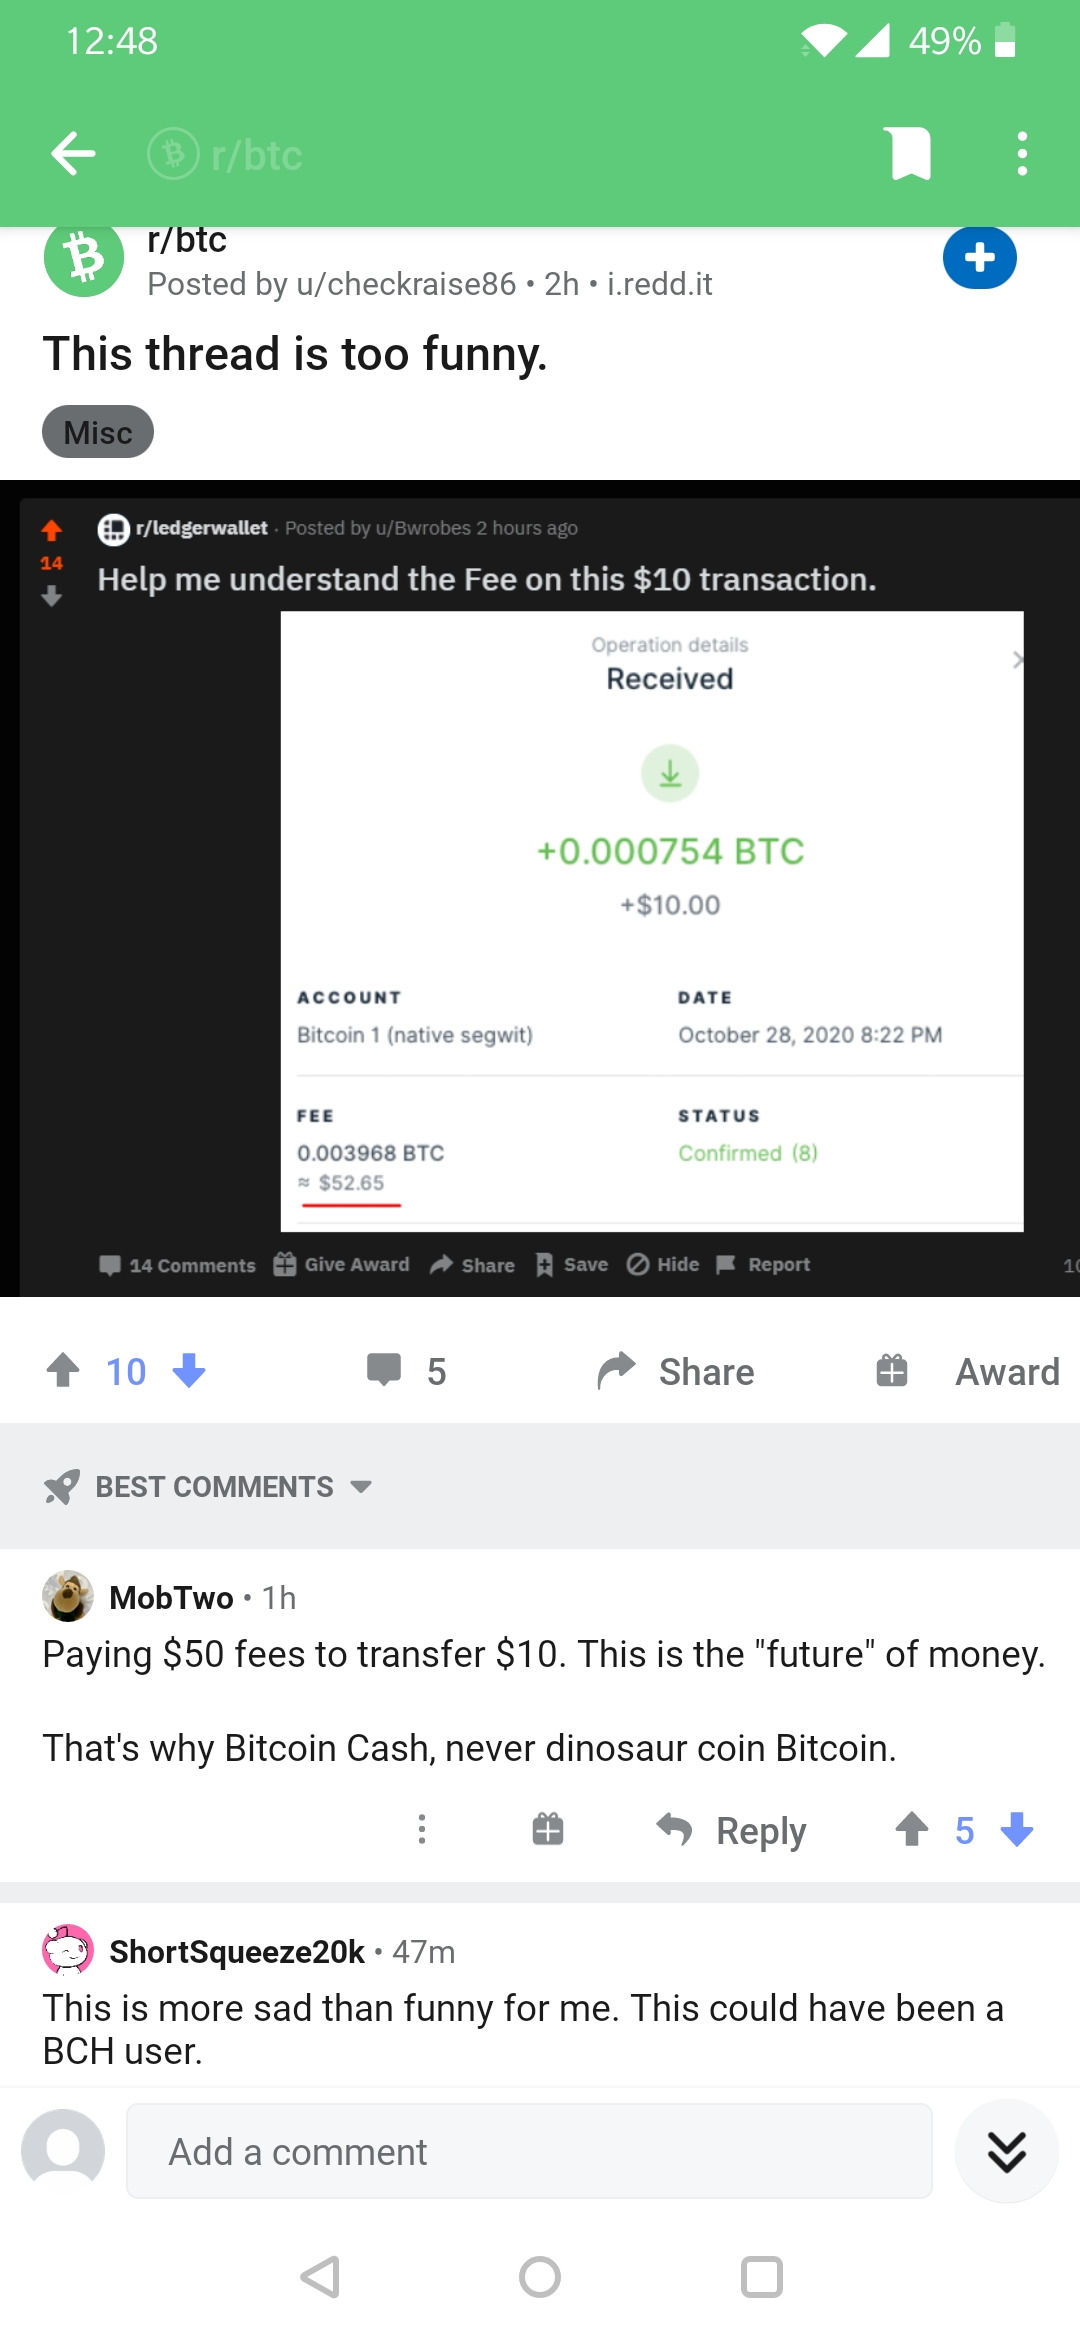 12:48
49%
r/btc
r/btc
Posted by u/checkraise86 • 2h • i.redd.it
This thread is too funny.
Misc
r/ledgerwallet · Posted by u/Bwrobes 2 hours ago
14
Help me understand the Fee on this $10 transaction.
Operation details
Received
+0.000754 BTC
+$10.00
ACCOUNT
DATE
Bitcoin 1 (native segwit)
October 28, 2020 8:22 PM
FEE
STATUS
0.003968 BTC
Confirmed (8)
≈ $52.65
14 Comments Give Award Share Save Hide Report
10 5 Share Award
BEST COMMENTS
MobTwo • 1h
Paying $50 fees to transfer $10. This is the "future" of money.
That's why Bitcoin Cash, never dinosaur coin Bitcoin.
Reply 5
ShortSqueeze20k • 47m
This is more sad than funny for me. This could have been a
BCH user.
Add a comment